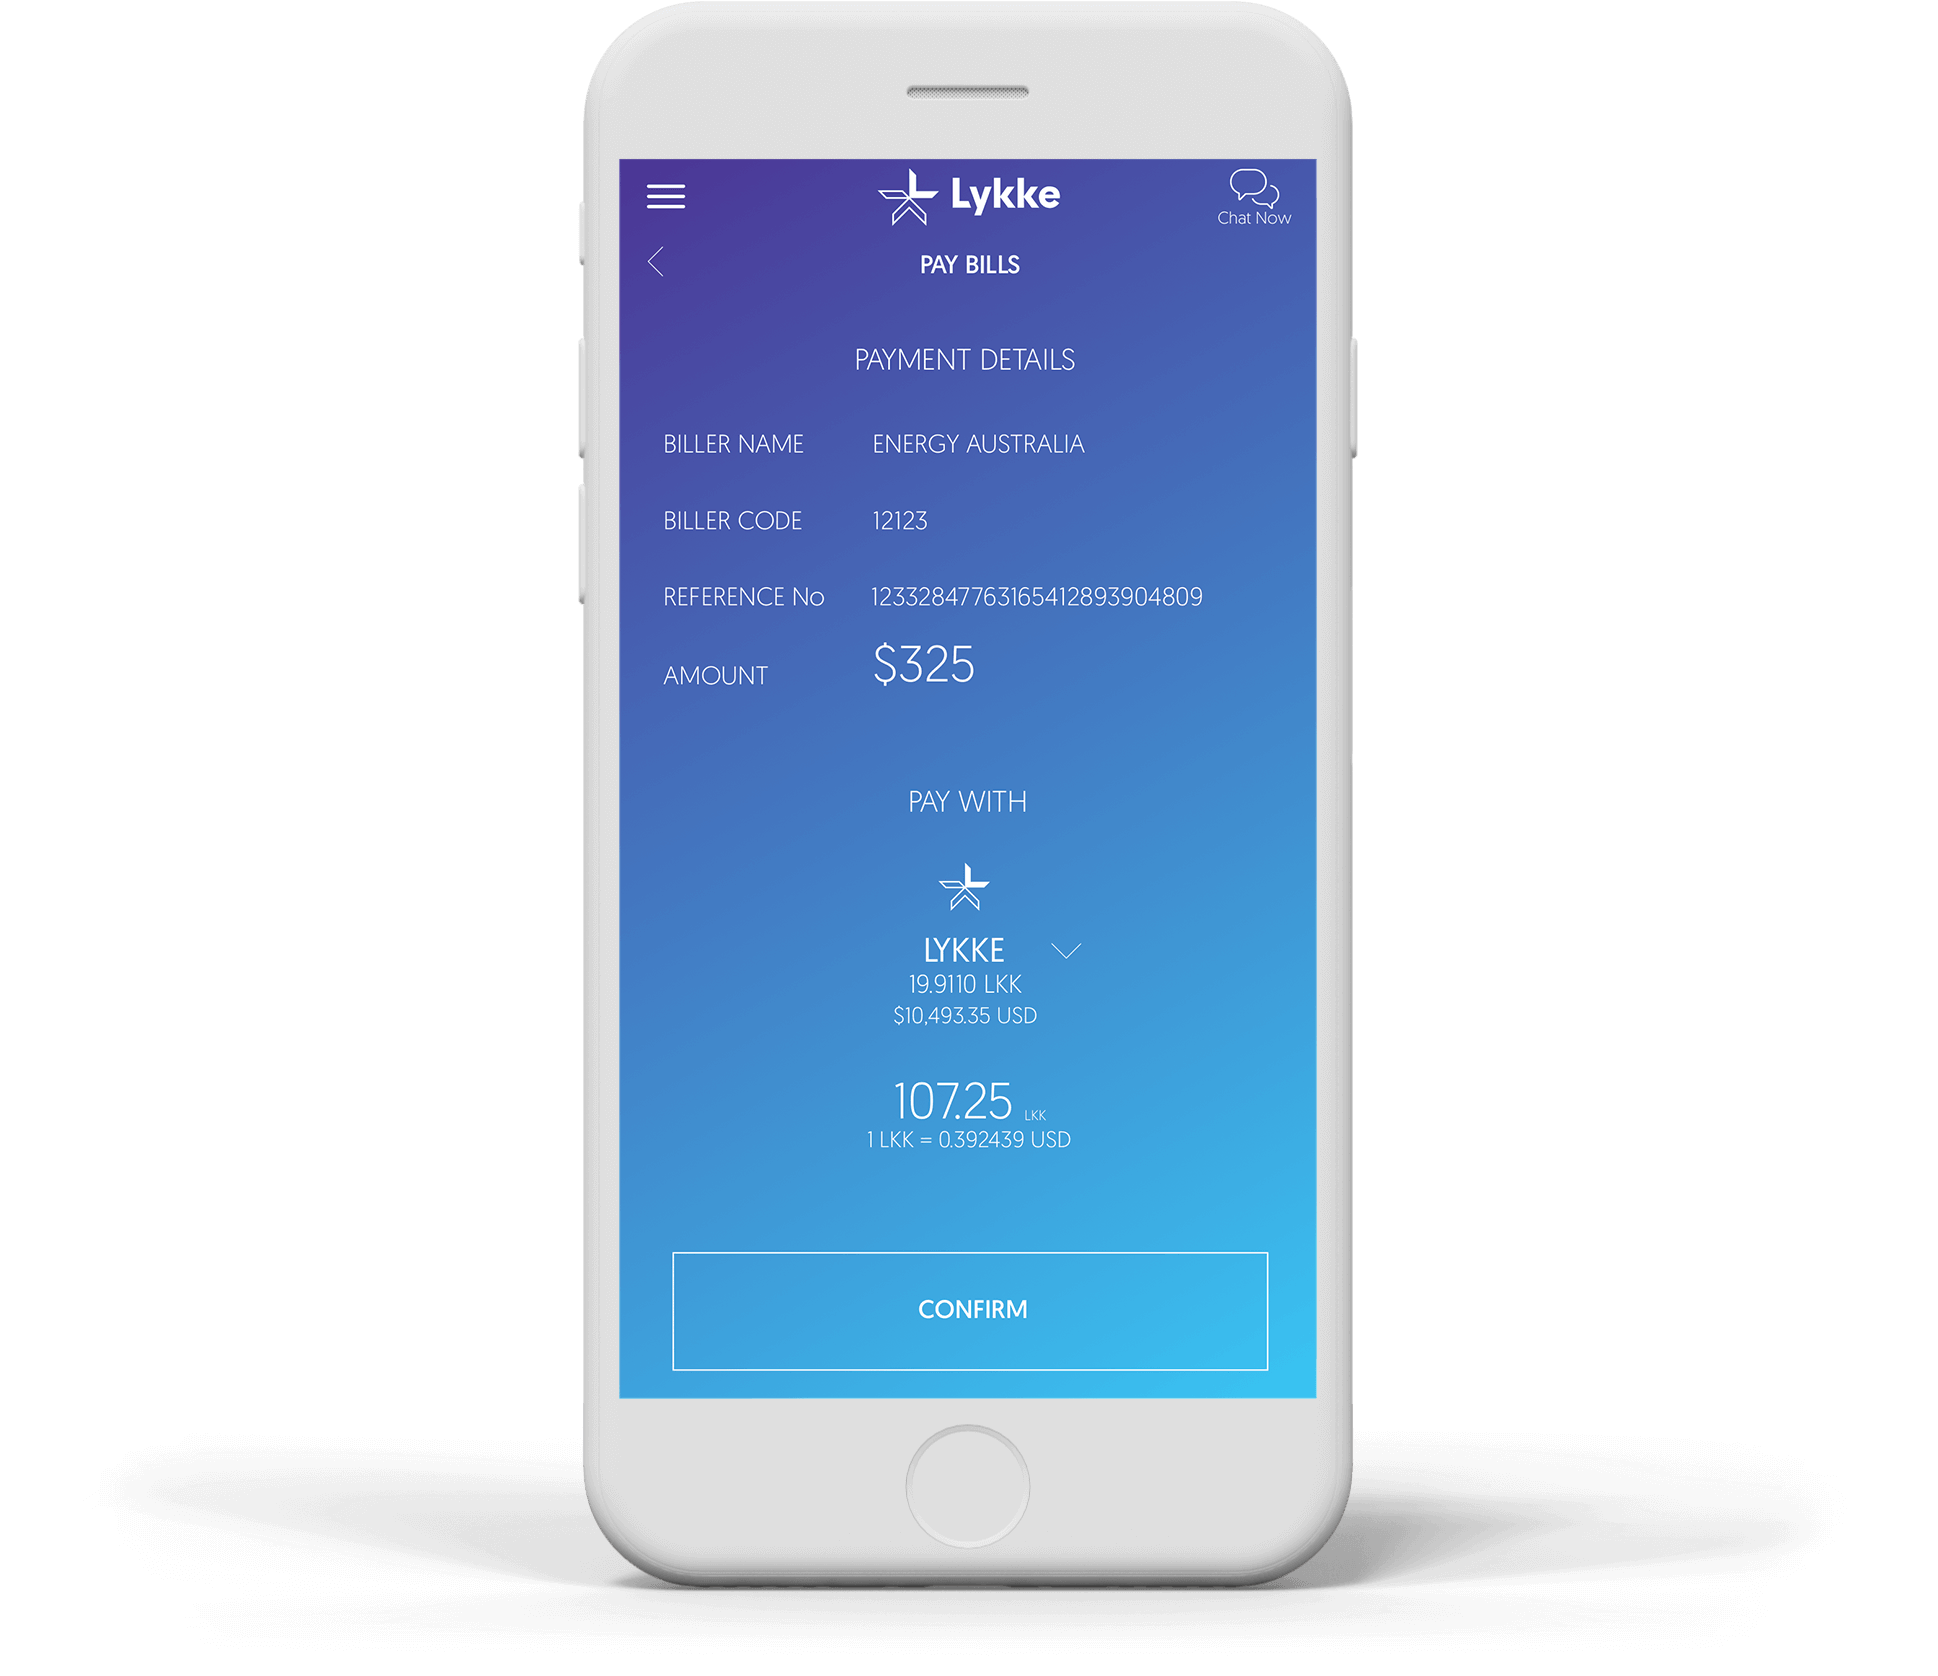 Lykke
Chat Now
PAY BILLS
PAYMENT DETAILS
BILLER NAME ENERGY AUSTRALIA
BILLER CODE 12123
REFERENCE No 12332847763165412893904809
AMOUNT $325
PAY WITH
LYKKE
19.9110 LKK
$10,493.35 USD
107.25 LKK
1 LKK = 0.392439 USD
CONFIRM